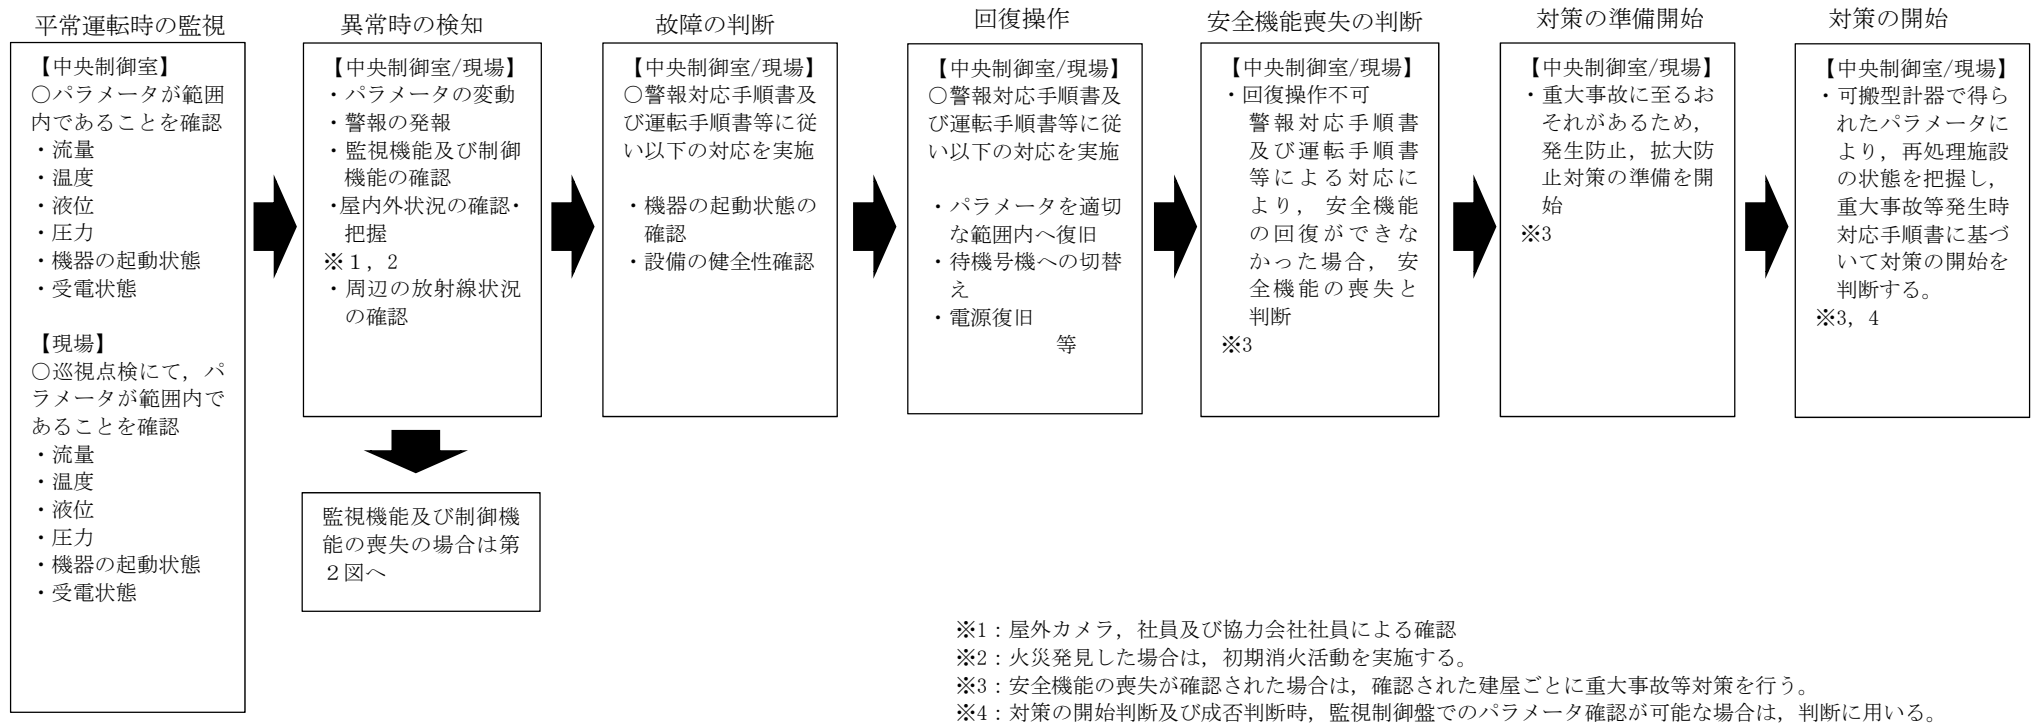 平常運転時の監視
【中央制御室】
○パラメータが範囲
内であることを確認
・流量
・温度
・液位
・圧力
・機器の起動状態
・受電状態
【現場】
○巡視点検にて，パ
ラメータが範囲内で
あることを確認
・流量
・温度
・液位
・圧力
・機器の起動状態
・受電状態
異常時の検知
【中央制御室/現場】
・パラメータの変動
・警報の発報
・監視機能及び制御
機能の確認
・屋内外状況の確認・
把握
※１，２
・周辺の放射線状況
の確認
監視機能及び制御機
能の喪失の場合は第
２図へ
故障の判断
【中央制御室/現場】
○警報対応手順書及
び運転手順書等に従
い以下の対応を実施
・機器の起動状態の
確認
・設備の健全性確認
回復操作
【中央制御室/現場】
○警報対応手順書及
び運転手順書等に従
い以下の対応を実施
・パラメータを適切
な範囲内へ復旧
・待機号機への切替
え
・電源復旧
等
安全機能喪失の判断
【中央制御室/現場】
・回復操作不可
警報対応手順書
及び運転手順書
等による対応に
より，安全機能
の回復ができな
かった場合，安
全機能の喪失と
判断
※3
対策の準備開始
【中央制御室/現場】
・重大事故に至るお
それがあるため，
発生防止，拡大防
止対策の準備を開
始
※3
対策の開始
【中央制御室/現場】
・可搬型計器で得ら
れたパラメータに
より，再処理施設
の状態を把握し，
重大事故等発生時
対応手順書に基づ
いて対策の開始を
判断する。
※3，4
※1：屋外カメラ，社員及び協力会社社員による確認
※2：火災発見した場合は，初期消火活動を実施する。
※3：安全機能の喪失が確認された場合は，確認された建屋ごとに重大事故等対策を行う。
※4：対策の開始判断及び成否判断時，監視制御盤でのパラメータ確認が可能な場合は，判断に用いる。